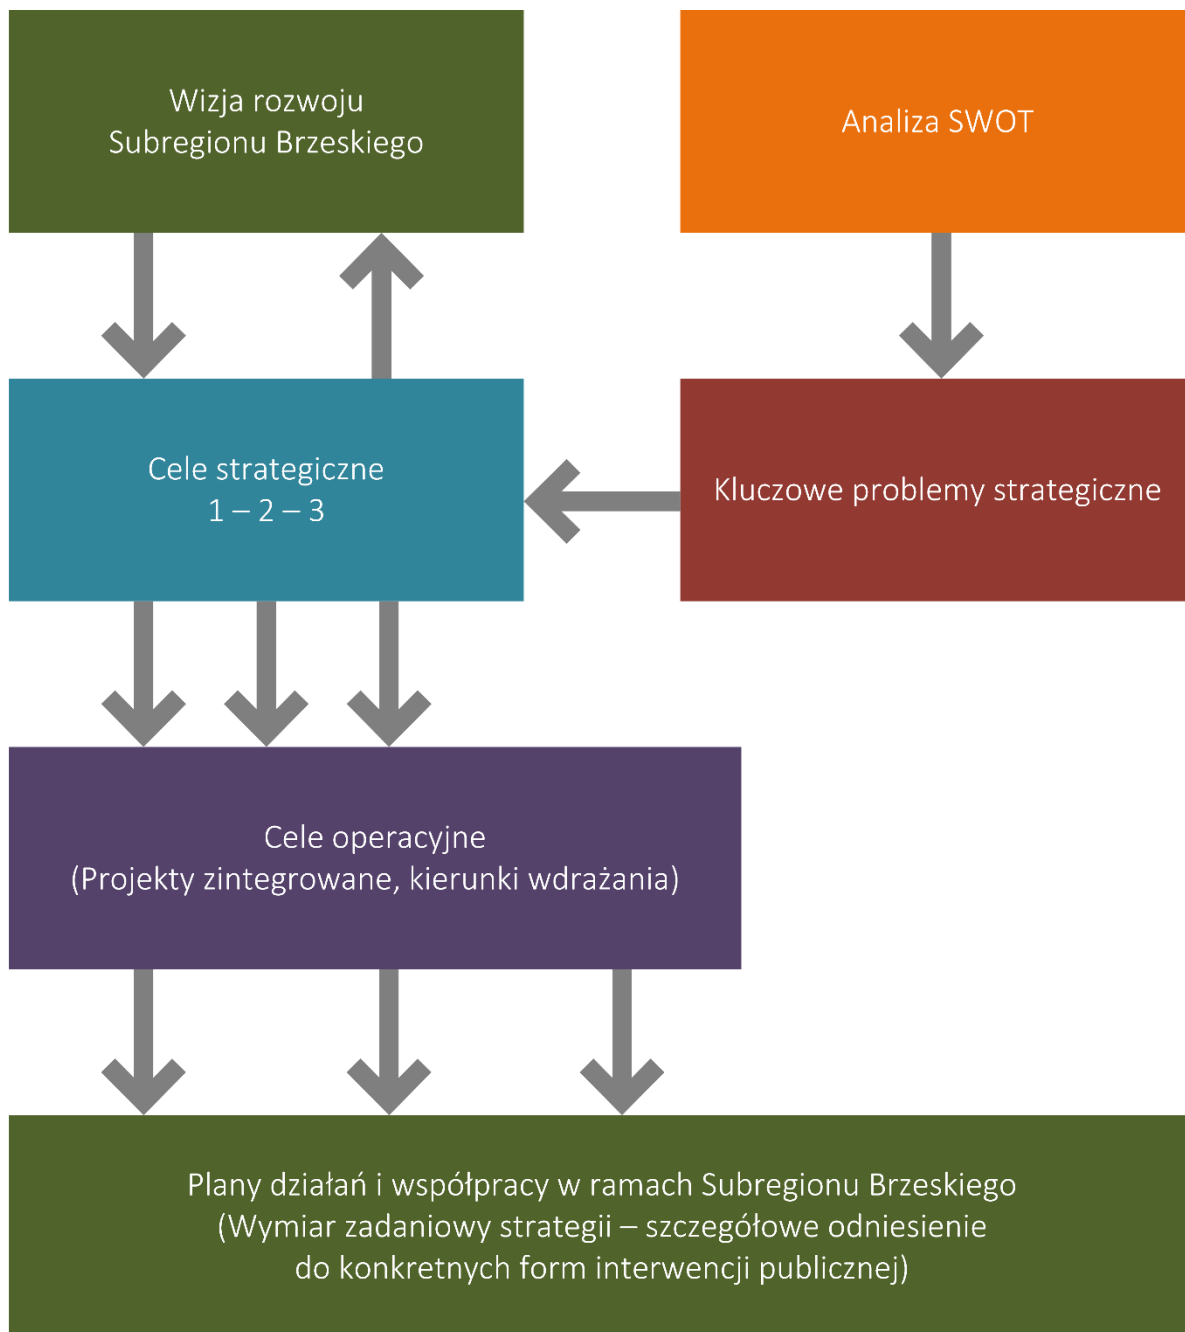 Wizja rozwoju
Subregionu Brzeskiego
Analiza SWOT
Cele strategiczne
1 – 2 – 3
Kluczowe problemy strategiczne
Cele operacyjne
(Projekty zintegrowane, kierunki wdrażania)
Plany działań i współpracy w ramach Subregionu Brzeskiego
(Wymiar zadaniowy strategii – szczegółowe odniesienie
do konkretnych form interwencji publicznej)